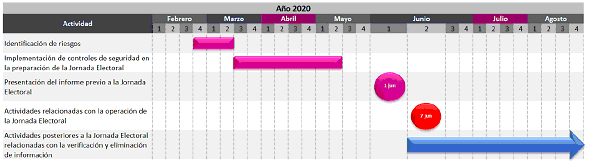 Año 2020
Actividad
Febrero Marzo Abril Mayo Junio Julio Agosto
1 2 3 4 1 2 3 4 1 2 3 4 1 2 3 4 1 2 3 4 1 2 3 4 1 2 3 4
Identificación de riesgos
Implementación de controles de seguridad en
la preparación de la Jornada Electoral
Presentación del informe previo a la Jornada
Electoral
1 jun
Actividades relacionadas con la operación de
la Jornada Electoral
7 jun
Actividades posteriores a la Jornada Electoral
relacionadas con la verificación y eliminación
de información